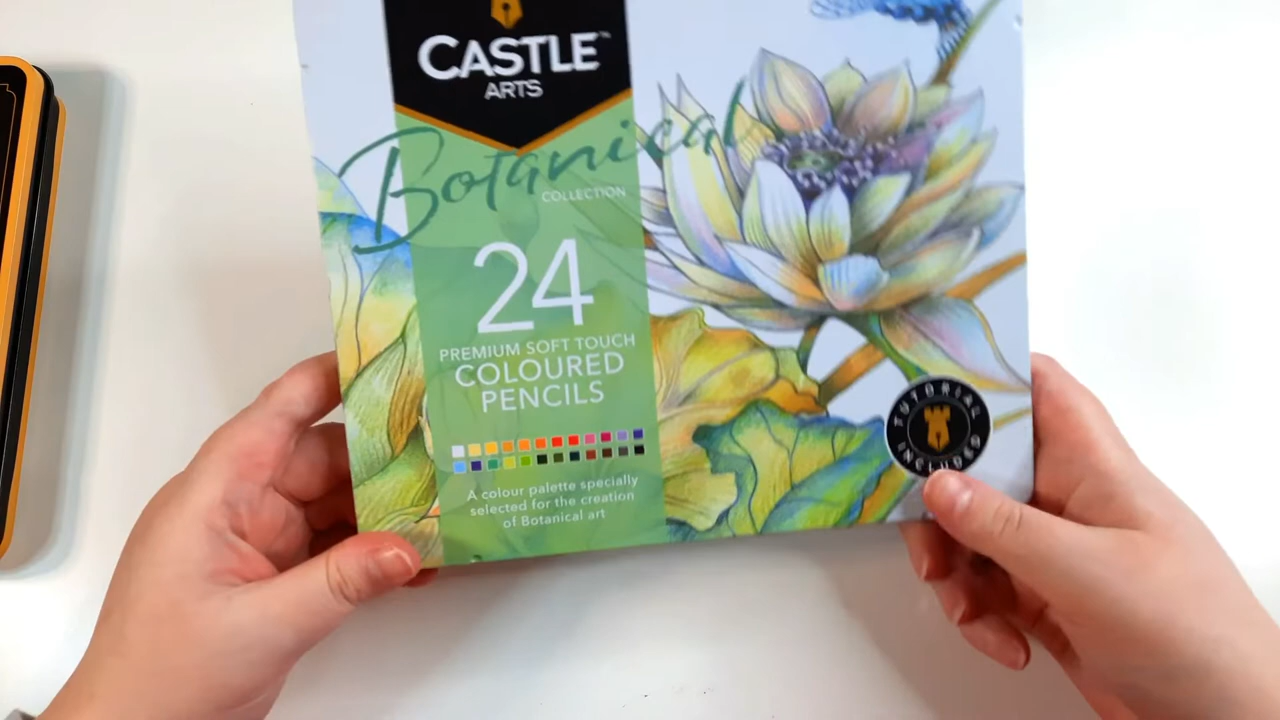 CASTLE™
ARTS
Botanical
COLLECTION
24
PREMIUM SOFT TOUCH
COLOURED
PENCILS
A colour palette specially
selected for the creation
of Botanical art
TUTORIAL
INCLUDED